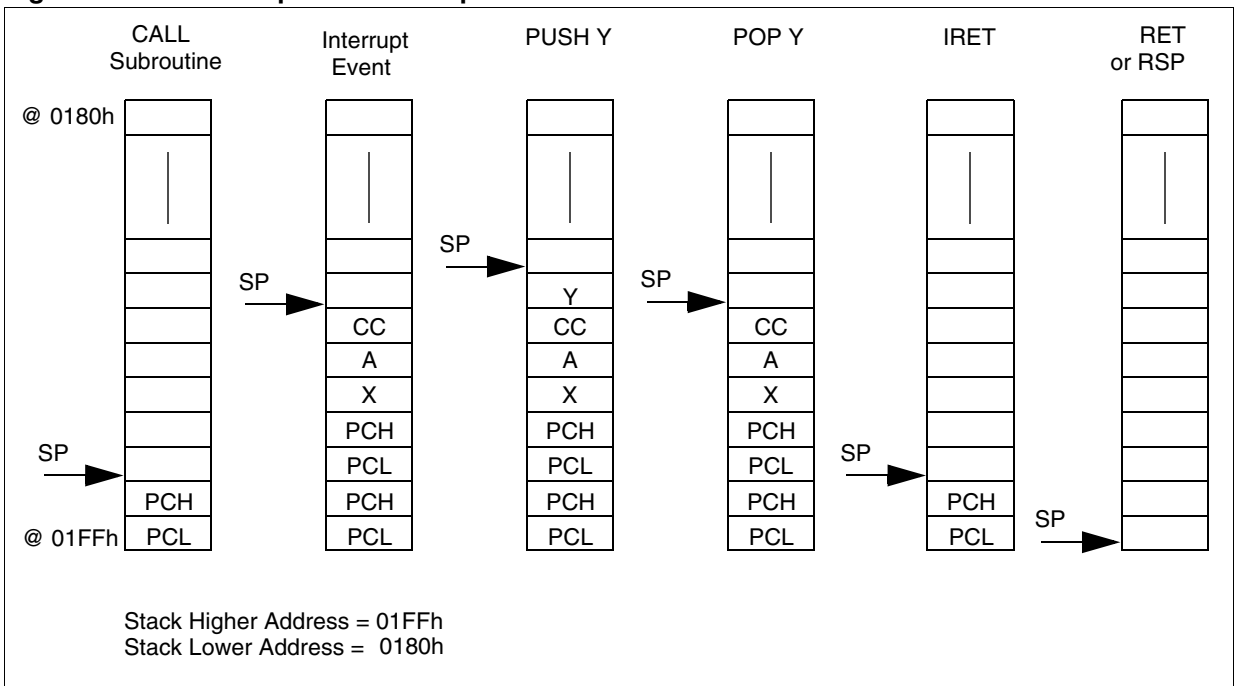 CALL
Subroutine
Interrupt
Event
PUSH Y
POP Y
IRET
RET
or RSP
@ 0180h
SP
SP
SP
Y
CC
CC
CC
A
A
A
X
X
X
PCH
PCH
PCH
SP
SP
PCL
PCL
PCL
PCH
PCH
PCH
PCH
PCH
SP
@ 01FFh
PCL
PCL
PCL
PCL
PCL
Stack Higher Address = 01FFh
Stack Lower Address = 0180h